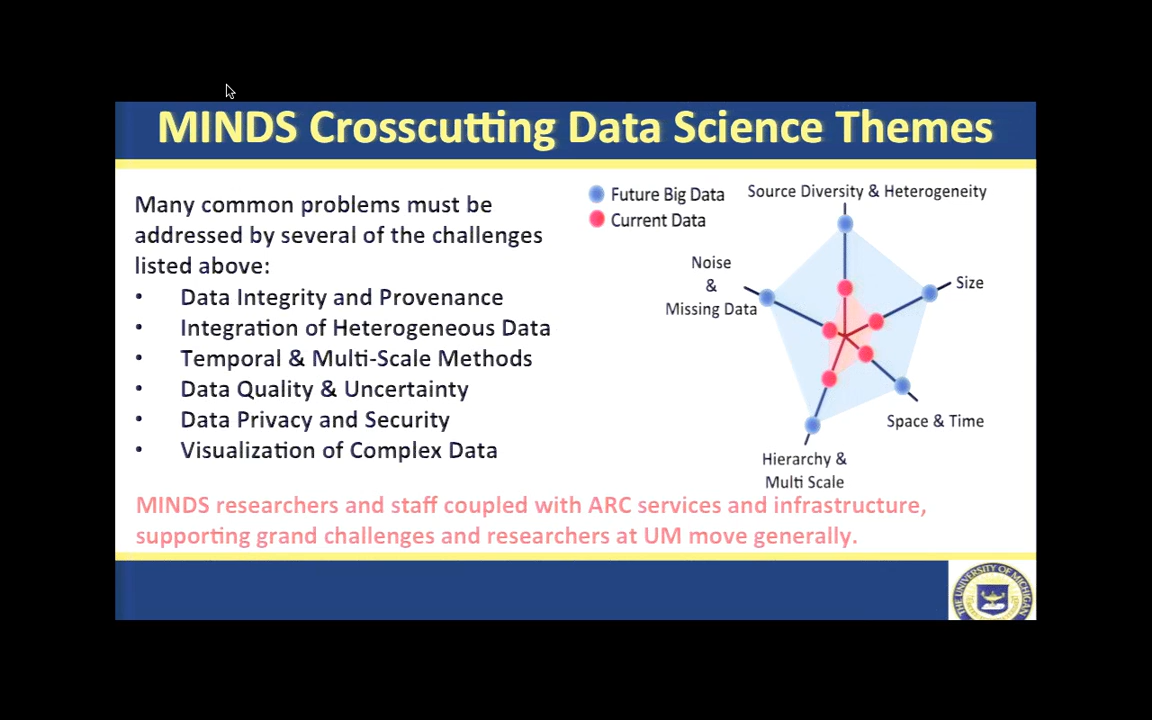 MINDS Crosscutting Data Science Themes
Many common problems must be
addressed by several of the challenges
listed above:
• Data Integrity and Provenance
• Integration of Heterogeneous Data
• Temporal & Multi-Scale Methods
• Data Quality & Uncertainty
• Data Privacy and Security
• Visualization of Complex Data
Future Big Data
Current Data
Source Diversity & Heterogeneity
Size
Space & Time
Hierarchy &
Multi Scale
Noise
&
Missing Data
MINDS researchers and staff coupled with ARC services and infrastructure,
supporting grand challenges and researchers at UM move generally.
THE UNIVERSITY OF MICHIGAN